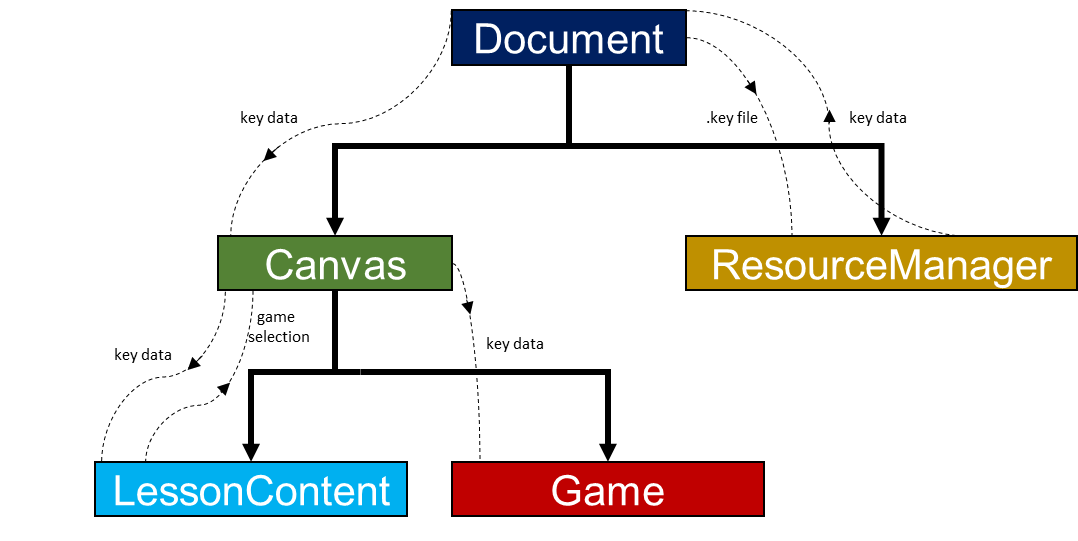 Document
key data
.key file
key data
Canvas
ResourceManager
game
selection
key data
key data
LessonContent
Game